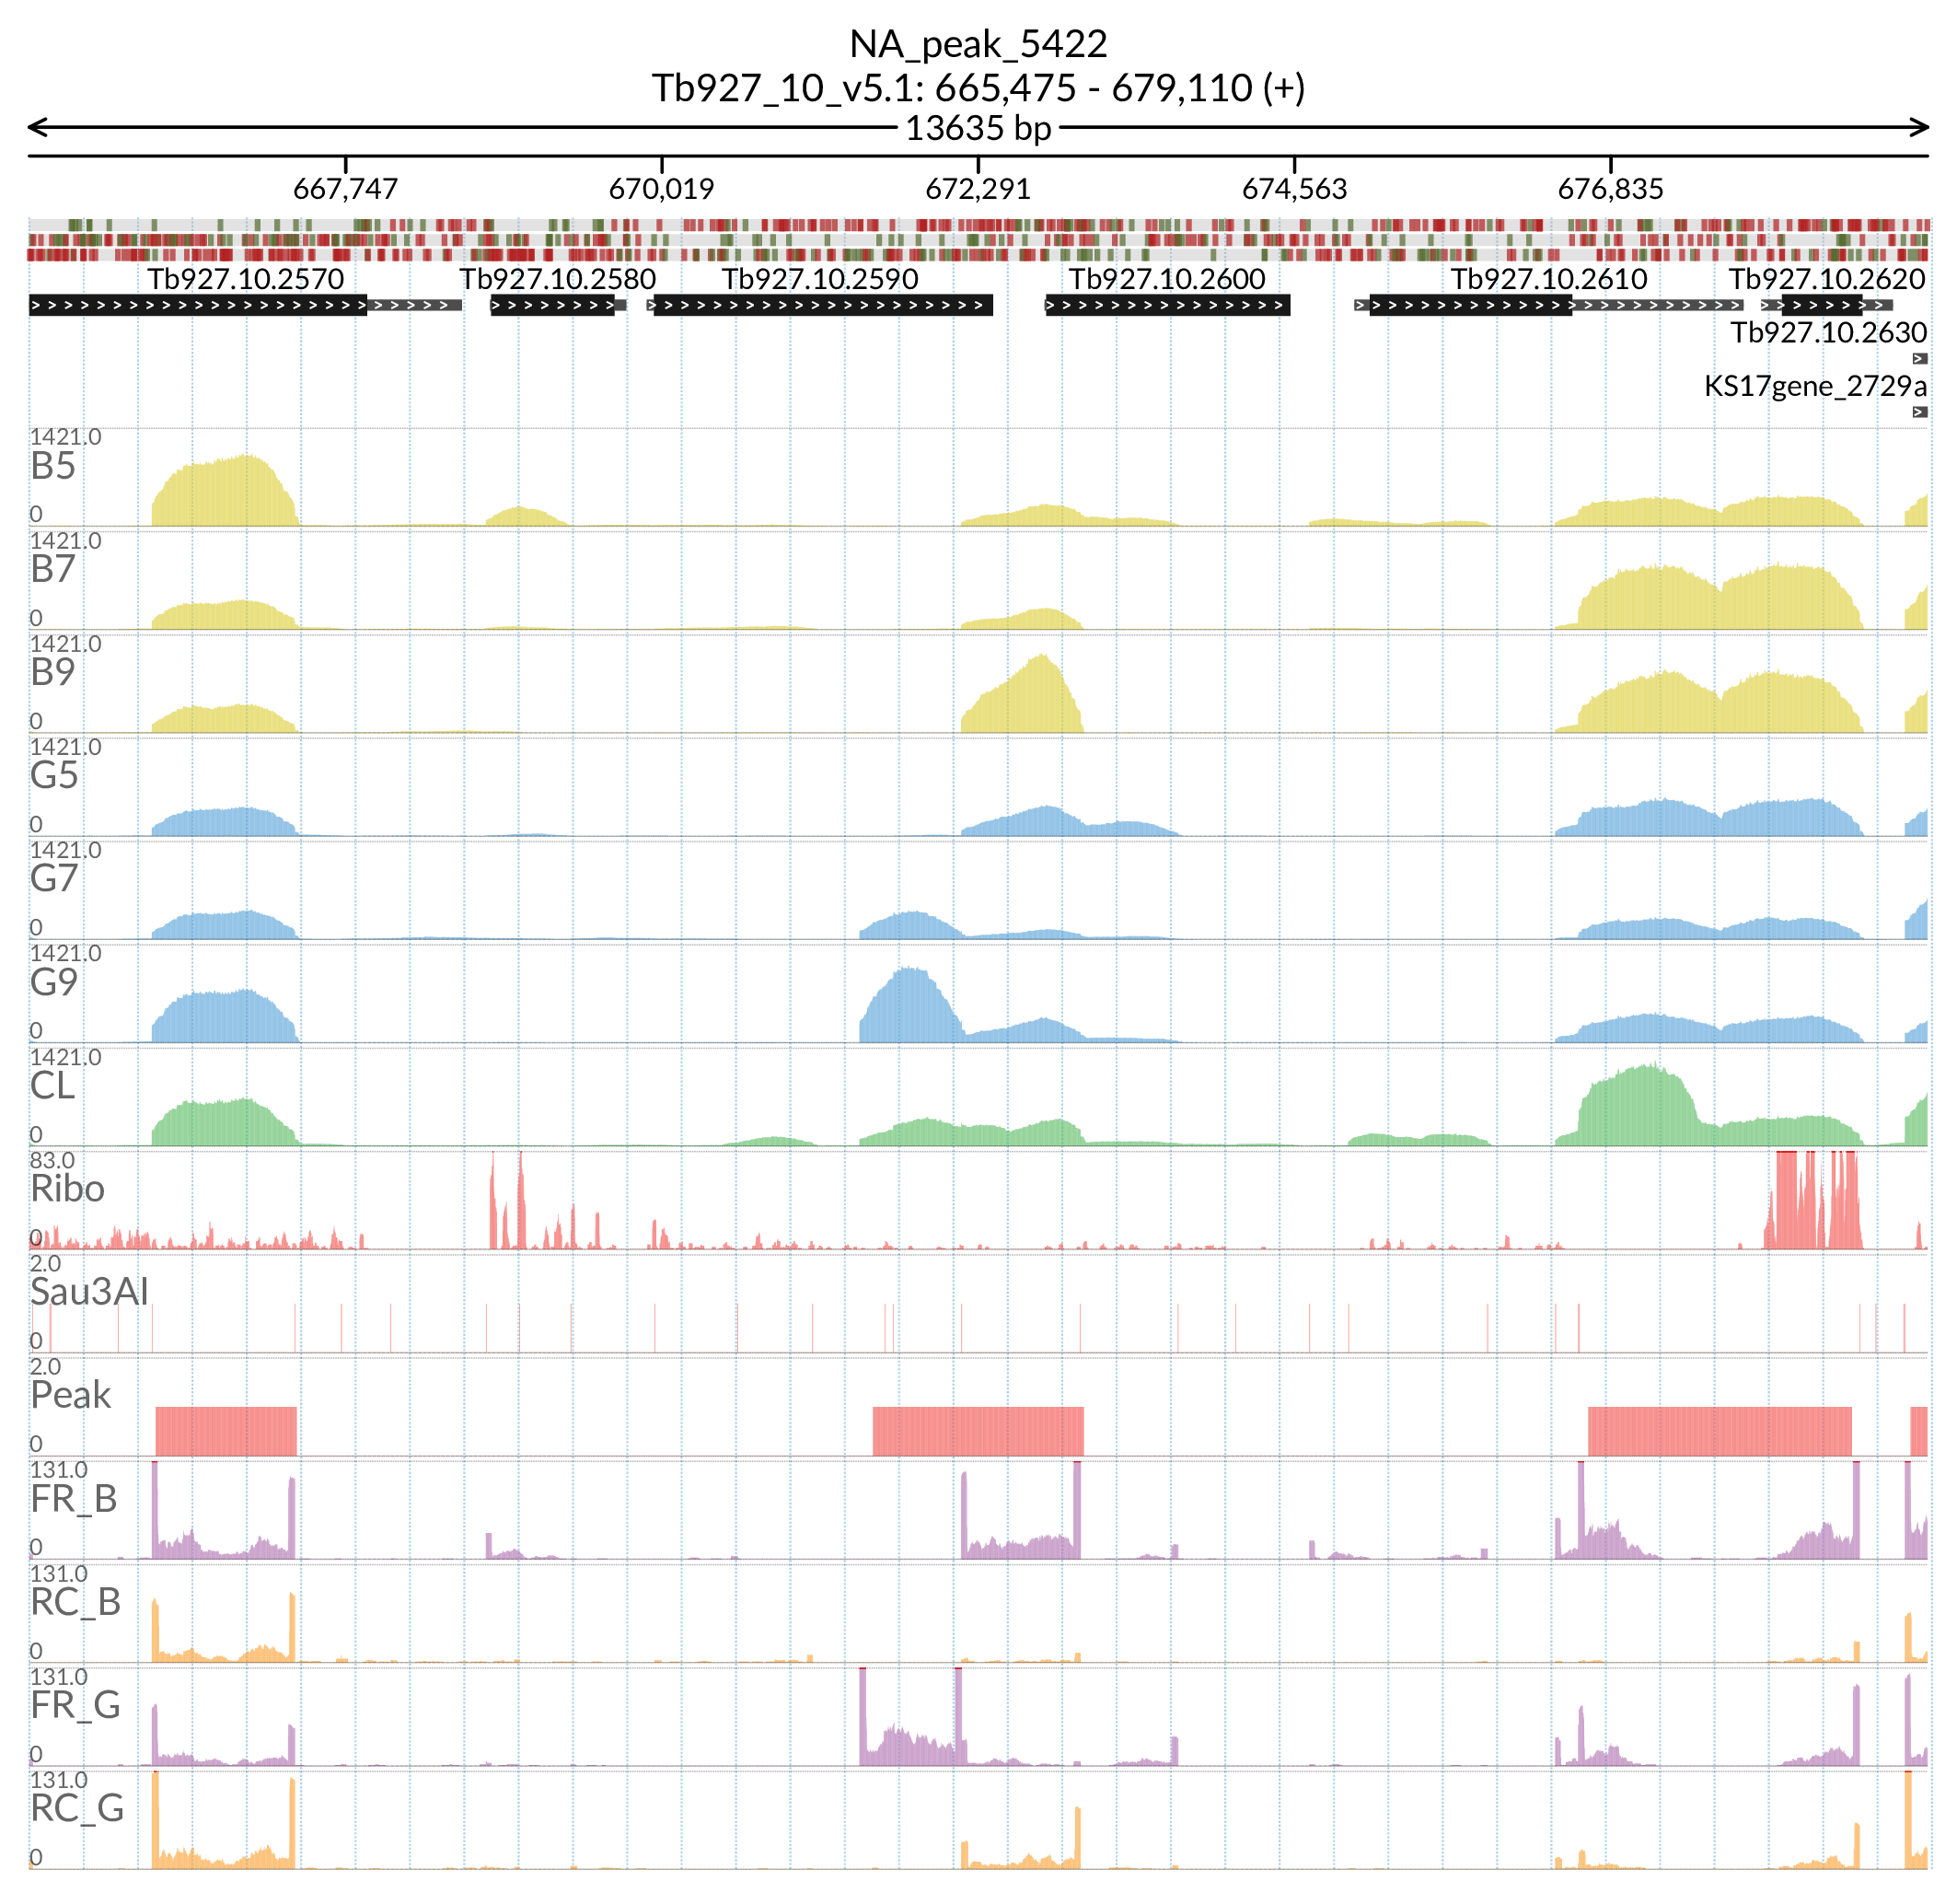 NA_peak_5422
Tb927_10_v5.1: 665,475 - 679,110 (+)
13635 bp
667,747 670,019 672,291 674,563 676,835
Tb927.10.2570 Tb927.10.2580 Tb927.10.2590 Tb927.10.2600 Tb927.10.2610 Tb927.10.2620
Tb927.10.2630
KS17gene_2729a
1421.0
B5
0
1421.0
B7
0
1421.0
B9
0
1421.0
G5
0
1421.0
G7
0
1421.0
G9
0
1421.0
CL
0
83.0
Ribo
0
2.0
Sau3AI
0
2.0
Peak
0
131.0
FR_B
0
131.0
RC_B
0
131.0
FR_G
0
131.0
RC_G
0